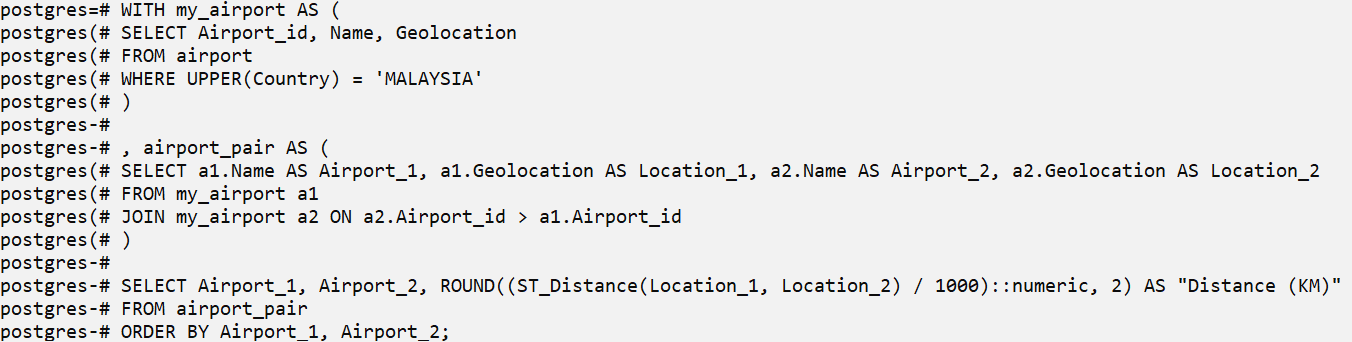 postgres=# WITH my_airport AS (
postgres(# SELECT Airport_id, Name, Geolocation
postgres(# FROM airport
postgres(# WHERE UPPER(Country) = 'MALAYSIA'
postgres(# )
postgres-#
postgres-# , airport_pair AS (
postgres(# SELECT a1.Name AS Airport_1, a1.Geolocation AS Location_1, a2.Name AS Airport_2, a2.Geolocation AS Location_2
postgres(# FROM my_airport a1
postgres(# JOIN my_airport a2 ON a2.Airport_id > a1.Airport_id
postgres(# )
postgres-#
postgres-# SELECT Airport_1, Airport_2, ROUND((ST_Distance(Location_1, Location_2) / 1000)::numeric, 2) AS "Distance (KM)"
postgres-# FROM airport_pair
postgres-# ORDER BY Airport_1, Airport_2;